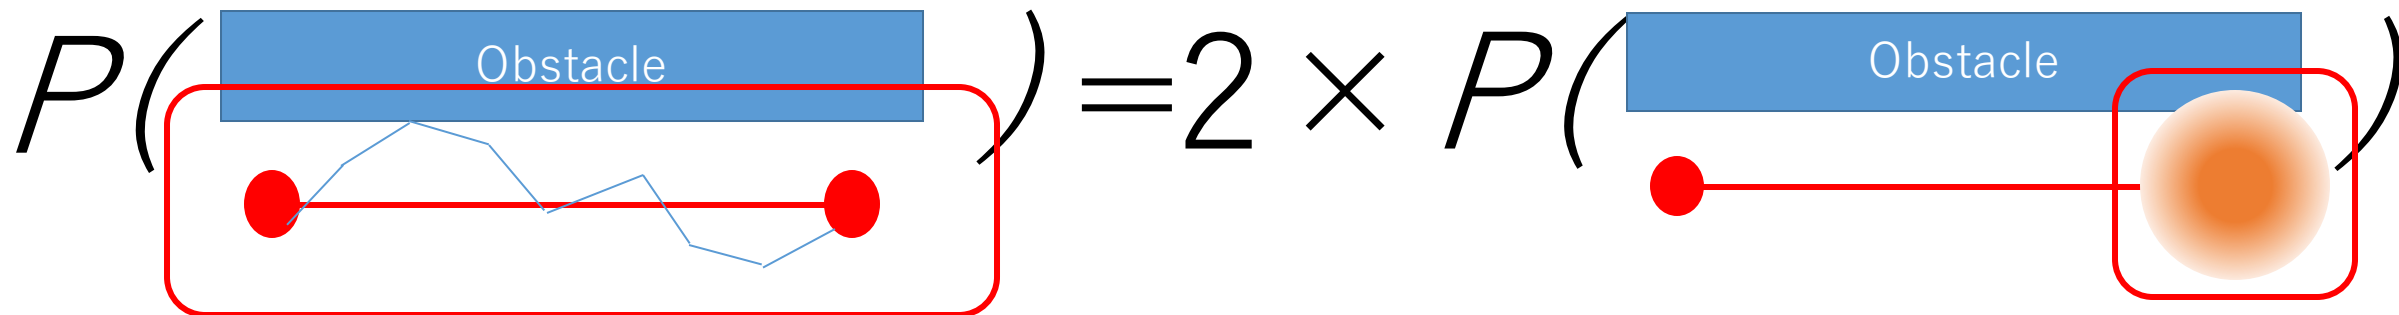 P( Obstacle ) =2 × P( Obstacle )